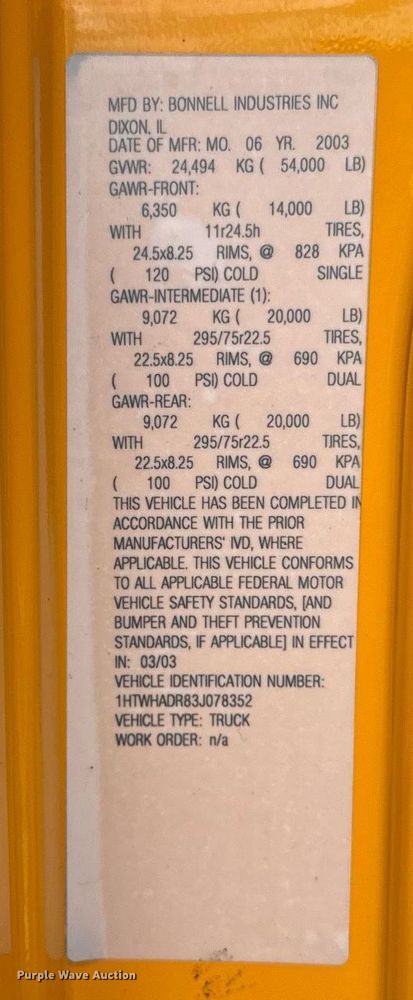 MFD BY: BONNELL INDUSTRIES INC
DIXON, IL
DATE OF MFR: MO. 06 YR. 2003
GVWR: 24,494 KG ( 54,000 LB)
GAWR-FRONT:
6,350 KG ( 14,000 LB)
WITH 11r24.5h TIRES,
24.5x8.25 RIMS, @ 828 KPA
( 120 PSI) COLD SINGLE
GAWR-INTERMEDIATE (1):
9,072 KG ( 20,000 LB)
WITH 295/75r22.5 TIRES,
22.5x8.25 RIMS, @ 690 KPA
( 100 PSI) COLD DUAL
GAWR-REAR:
9,072 KG ( 20,000 LB)
WITH 295/75r22.5 TIRES,
22.5x8.25 RIMS, @ 690 KPA
( 100 PSI) COLD DUAL
THIS VEHICLE HAS BEEN COMPLETED IN
ACCORDANCE WITH THE PRIOR
MANUFACTURERS' IVD, WHERE
APPLICABLE. THIS VEHICLE CONFORMS
TO ALL APPLICABLE FEDERAL MOTOR
VEHICLE SAFETY STANDARDS, [AND
BUMPER AND THEFT PREVENTION
STANDARDS, IF APPLICABLE] IN EFFECT
IN: 03/03
VEHICLE IDENTIFICATION NUMBER:
1HTWHADR83J078352
VEHICLE TYPE: TRUCK
WORK ORDER: n/a
Purple Wave Auction